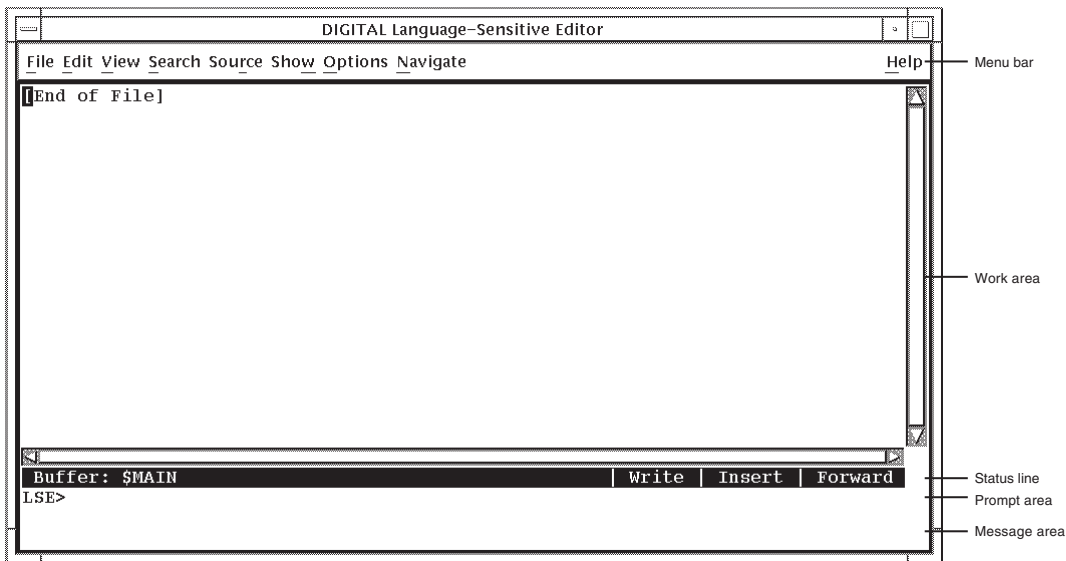 DIGITAL Language-Sensitive Editor
File Edit View Search Source Show Options Navigate Help
Menu bar
[End of File]
Work area
Buffer: $MAIN | Write | Insert | Forward
Status line
LSE>
Prompt area
Message area